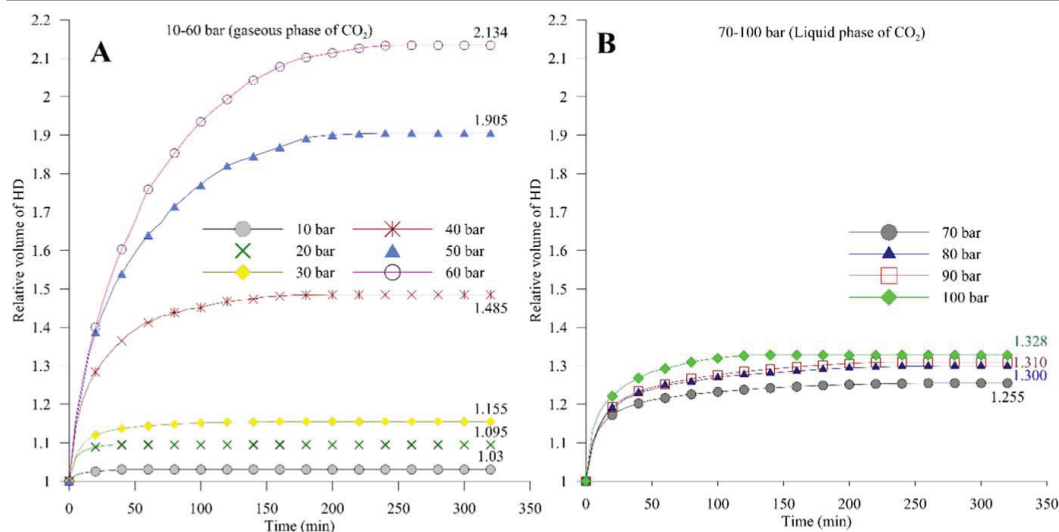 A
10-60 bar (gaseous phase of CO2)
Relative volume of HD
2.2
2.1
2
1.9
1.8
1.7
1.6
1.5
1.4
1.3
1.2
1.1
1
2.134
1.905
1.485
1.155
1.095
1.03
10 bar
40 bar
20 bar
50 bar
30 bar
60 bar
0 50 100 150 200 250 300 350
Time (min)
B
70-100 bar (Liquid phase of CO2)
Relative volume of HD
2.2
2.1
2
1.9
1.8
1.7
1.6
1.5
1.4
1.3
1.2
1.1
1
70 bar
80 bar
90 bar
100 bar
1.328
1.310
1.300
1.255
0 50 100 150 200 250 300 350
Time (min)